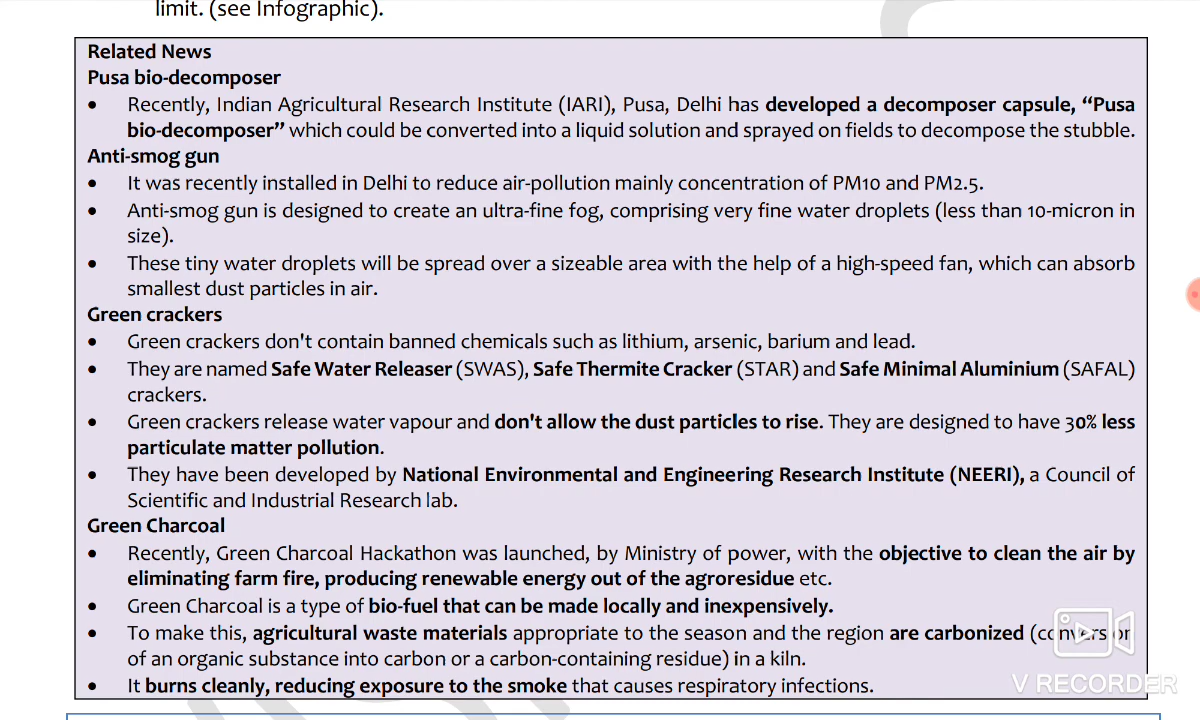 limit. (see Infographic).
Related News
Pusa bio-decomposer
• Recently, Indian Agricultural Research Institute (IARI), Pusa, Delhi has developed a decomposer capsule, “Pusa
bio-decomposer” which could be converted into a liquid solution and sprayed on fields to decompose the stubble.
Anti-smog gun
• It was recently installed in Delhi to reduce air-pollution mainly concentration of PM10 and PM2.5.
• Anti-smog gun is designed to create an ultra-fine fog, comprising very fine water droplets (less than 10-micron in
size).
• These tiny water droplets will be spread over a sizeable area with the help of a high-speed fan, which can absorb
smallest dust particles in air.
Green crackers
• Green crackers don't contain banned chemicals such as lithium, arsenic, barium and lead.
• They are named Safe Water Releaser (SWAS), Safe Thermite Cracker (STAR) and Safe Minimal Aluminium (SAFAL)
crackers.
• Green crackers release water vapour and don't allow the dust particles to rise. They are designed to have 30% less
particulate matter pollution.
• They have been developed by National Environmental and Engineering Research Institute (NEERI), a Council of
Scientific and Industrial Research lab.
Green Charcoal
• Recently, Green Charcoal Hackathon was launched, by Ministry of power, with the objective to clean the air by
eliminating farm fire, producing renewable energy out of the agroresidue etc.
• Green Charcoal is a type of bio-fuel that can be made locally and inexpensively.
• To make this, agricultural waste materials appropriate to the season and the region are carbonized (conversion
of an organic substance into carbon or a carbon-containing residue) in a kiln.
• It burns cleanly, reducing exposure to the smoke that causes respiratory infections.
V RECORDER